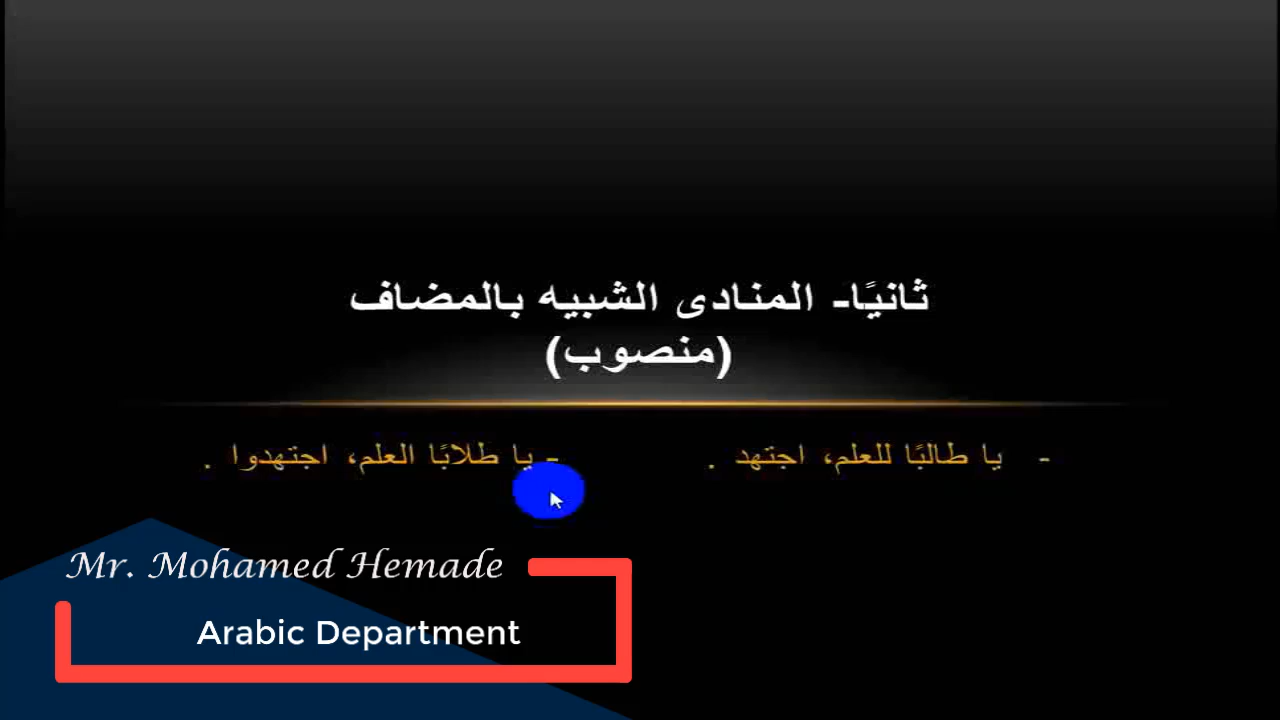 ثانيًا- المنادى الشبيه بالمضاف
(منصوب)
- يا طالبًا للعلم، اجتهد .
- يا طلابًا العلم، اجتهدوا .
Mr. Mohamed Hemade
Arabic Department